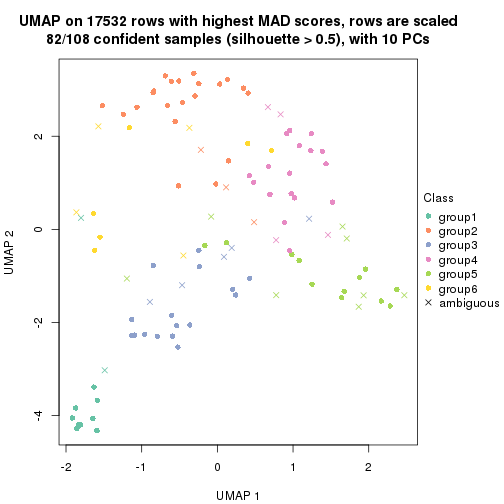 UMAP on 17532 rows with highest MAD scores, rows are scaled
82/108 confident samples (silhouette > 0.5), with 10 PCs
2
0
-2
-4
UMAP 2
-2 -1 0 1 2
UMAP 1
Class
group1
group2
group3
group4
group5
group6
ambiguous